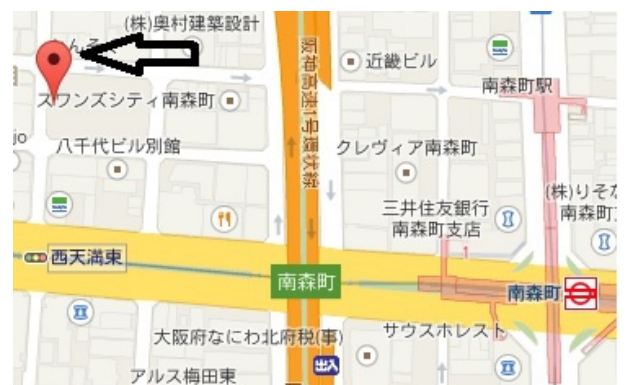 (株)奥村建築設計
近畿ビル
南森町駅
スワンズシティ南森町
阪神高速1号環状線
jo
八千代ビル別館
クレヴィア南森町
(株)りそな
南森町
三井住友銀行
南森町支店
西天満東
南森町
南森町
大阪府なにわ北府税(事)
サウスホレスト
出入
アルス梅田東